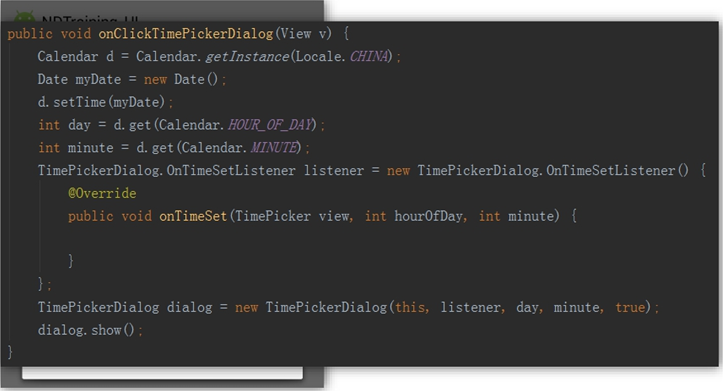 NDTraining_UI
public void onClickTimePickerDialog(View v) {
Calendar d = Calendar.getInstance(Locale.CHINA);
Date myDate = new Date();
d.setTime(myDate);
int day = d.get(Calendar.HOUR_OF_DAY);
int minute = d.get(Calendar.MINUTE);
TimePickerDialog.OnTimeSetListener listener = new TimePickerDialog.OnTimeSetListener() {
@Override
public void onTimeSet(TimePicker view, int hourOfDay, int minute) {
}
};
TimePickerDialog dialog = new TimePickerDialog(this, listener, day, minute, true);
dialog.show();
}